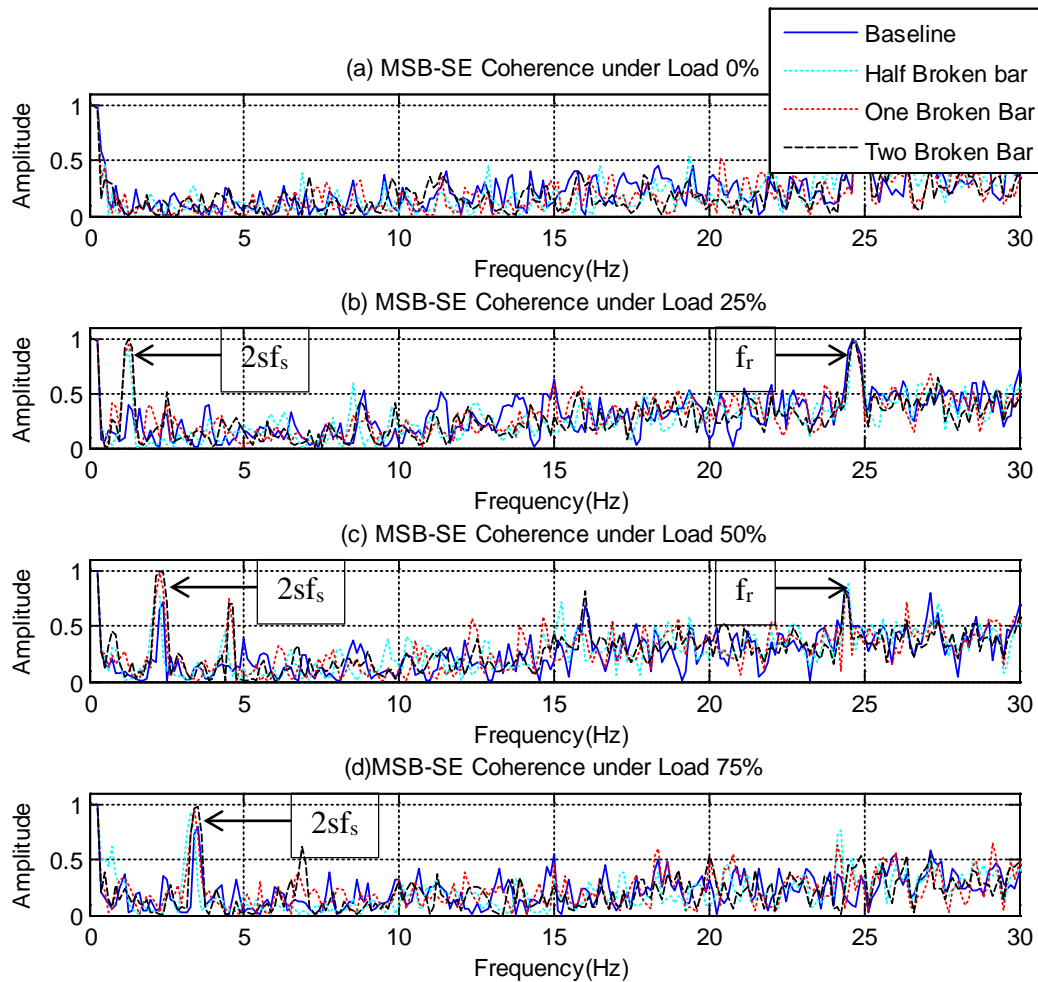 Baseline
Half Broken bar
One Broken Bar
Two Broken Bar
(a) MSB-SE Coherence under Load 0%
Amplitude
1
0.5
0
0 5 10 15 20 25 30
Frequency(Hz)
(b) MSB-SE Coherence under Load 25%
Amplitude
1
0.5
0
2sfs
fr
0 5 10 15 20 25 30
Frequency(Hz)
(c) MSB-SE Coherence under Load 50%
Amplitude
1
0.5
0
2sfs
fr
0 5 10 15 20 25 30
Frequency(Hz)
(d)MSB-SE Coherence under Load 75%
Amplitude
1
0.5
0
2sfs
0 5 10 15 20 25 30
Frequency(Hz)